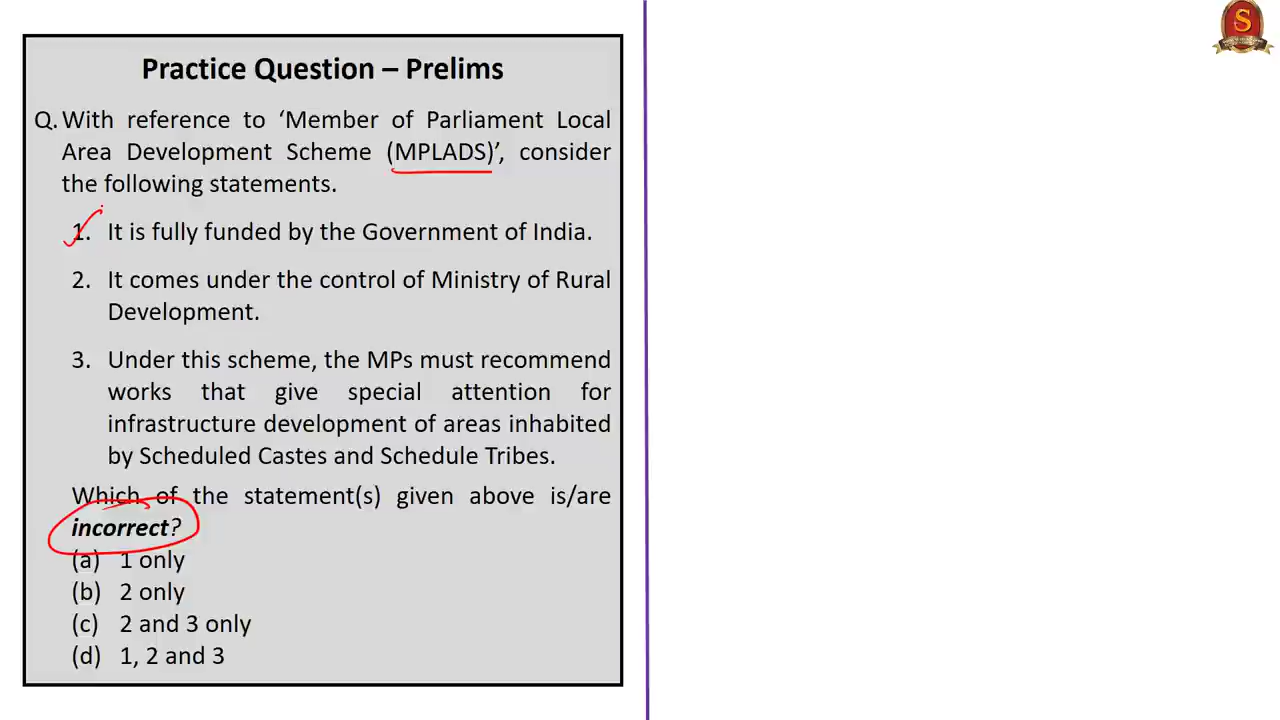 S
Practice Question – Prelims
Q. With reference to ‘Member of Parliament Local
Area Development Scheme (MPLADS)’, consider
the following statements.
1. It is fully funded by the Government of India.
2. It comes under the control of Ministry of Rural
Development.
3. Under this scheme, the MPs must recommend
works that give special attention for
infrastructure development of areas inhabited
by Scheduled Castes and Schedule Tribes.
Which of the statement(s) given above is/are
incorrect?
(a) 1 only
(b) 2 only
(c) 2 and 3 only
(d) 1, 2 and 3